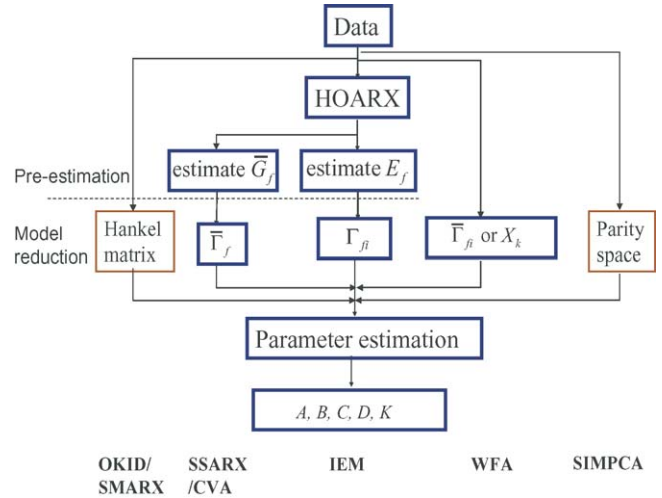 Data
HOARX
estimate G̅_f
estimate E_f
Pre-estimation
Model
reduction
Hankel
matrix
Γ̅_f
Γ_fi
Γ̅_fi or X_k
Parity
space
Parameter estimation
A, B, C, D, K
OKID/
SMARX
SSARX
/CVA
IEM
WFA
SIMPCA